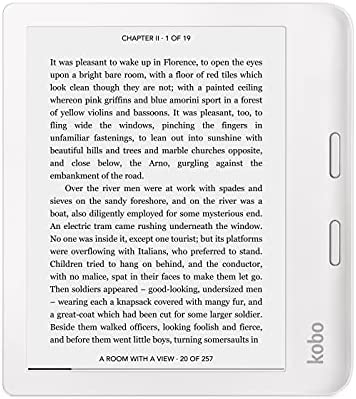 CHAPTER II - 1 OF 19
It was pleasant to wake up in Florence, to open the eyes
upon a bright bare room, with a floor of red tiles which
look clean though they are not; with a painted ceiling
whereon pink griffins and blue amorini sport in a forest
of yellow violins and bassoons. It was pleasant, too, to
fling wide the windows, pinching the fingers in
unfamiliar fastenings, to lean out into sunshine with
beautiful hills and trees and marble churches opposite,
and close below, the Arno, gurgling against the
embankment of the road.
Over the river men were at work with spades and
sieves on the sandy foreshore, and on the river was a
boat, also diligently employed for some mysterious end.
An electric tram came rushing underneath the window.
No one was inside it, except one tourist; but its platforms
were overflowing with Italians, who preferred to stand.
Children tried to hang on behind, and the conductor,
with no malice, spat in their faces to make them let go.
Then soldiers appeared – good-looking, undersized men
– wearing each a knapsack covered with mangy fur, and
a great-coat which had been cut for some larger soldier.
Beside them walked officers, looking foolish and fierce,
and before them went little boys, turning somersaults in
A ROOM WITH A VIEW - 20 OF 257
kobo